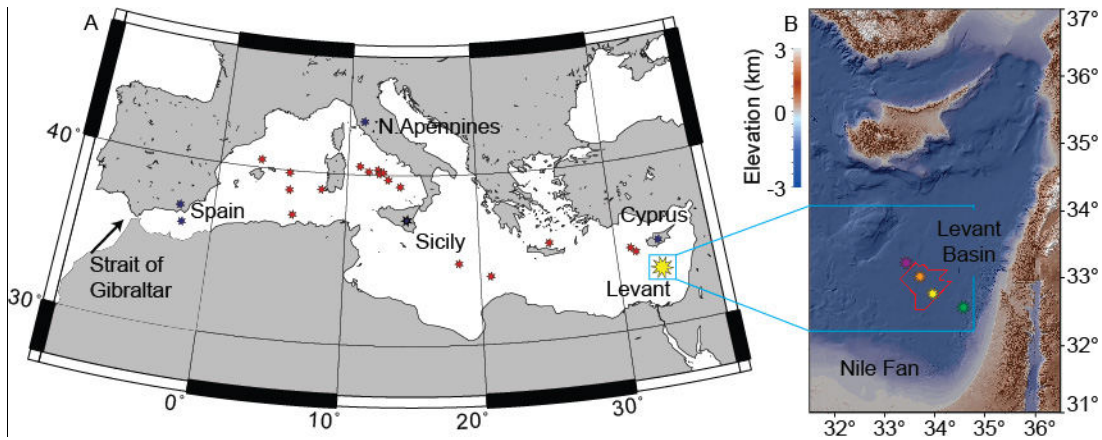 A
40°
30°
N.Apennines
Spain
Strait of
Gibraltar
Sicily
Cyprus
Levant
0°
10°
20°
30°
B
Elevation (km)
3
0
-3
Levant
Basin
Nile Fan
37°
36°
35°
34°
33°
32°
31°
32° 33° 34° 35° 36°